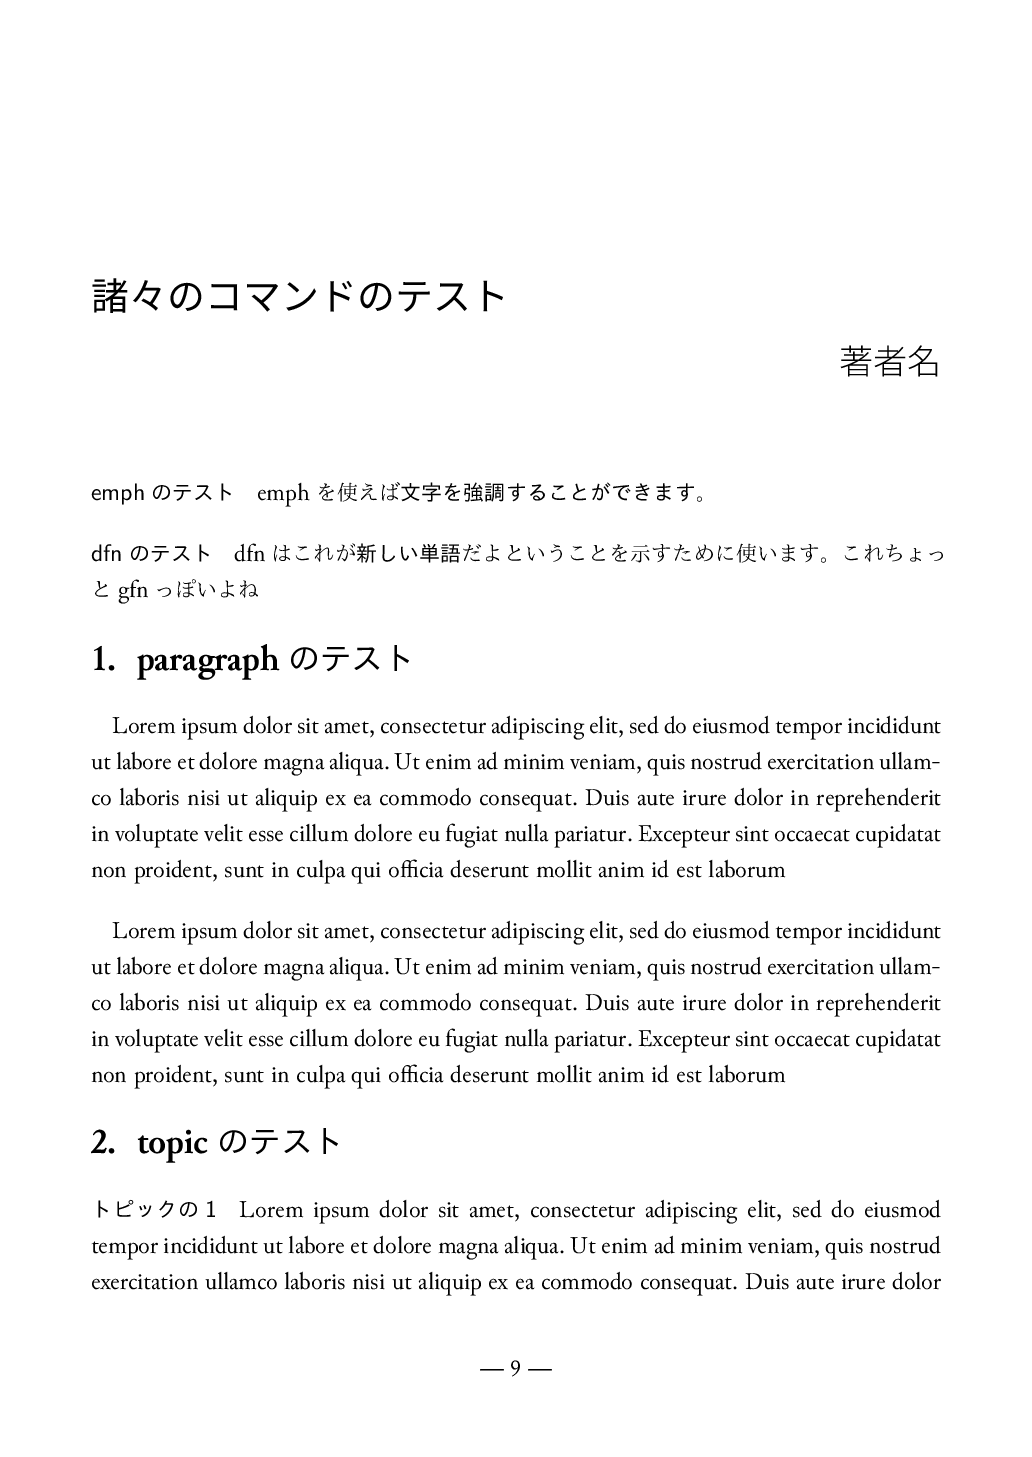 諸々のコマンドのテスト
著者名
emph のテスト　emph を使えば文字を強調することができます。
dfn のテスト　dfn はこれが新しい単語だよということを示すために使います。これちょっ
と gfn っぽいよね
1. paragraph のテスト
Lorem ipsum dolor sit amet, consectetur adipiscing elit, sed do eiusmod tempor incididunt
ut labore et dolore magna aliqua. Ut enim ad minim veniam, quis nostrud exercitation ullam-
co laboris nisi ut aliquip ex ea commodo consequat. Duis aute irure dolor in reprehenderit
in voluptate velit esse cillum dolore eu fugiat nulla pariatur. Excepteur sint occaecat cupidatat
non proident, sunt in culpa qui officia deserunt mollit anim id est laborum
Lorem ipsum dolor sit amet, consectetur adipiscing elit, sed do eiusmod tempor incididunt
ut labore et dolore magna aliqua. Ut enim ad minim veniam, quis nostrud exercitation ullam-
co laboris nisi ut aliquip ex ea commodo consequat. Duis aute irure dolor in reprehenderit
in voluptate velit esse cillum dolore eu fugiat nulla pariatur. Excepteur sint occaecat cupidatat
non proident, sunt in culpa qui officia deserunt mollit anim id est laborum
2. topic のテスト
トピックの 1　Lorem ipsum dolor sit amet, consectetur adipiscing elit, sed do eiusmod
tempor incididunt ut labore et dolore magna aliqua. Ut enim ad minim veniam, quis nostrud
exercitation ullamco laboris nisi ut aliquip ex ea commodo consequat. Duis aute irure dolor
— 9 —